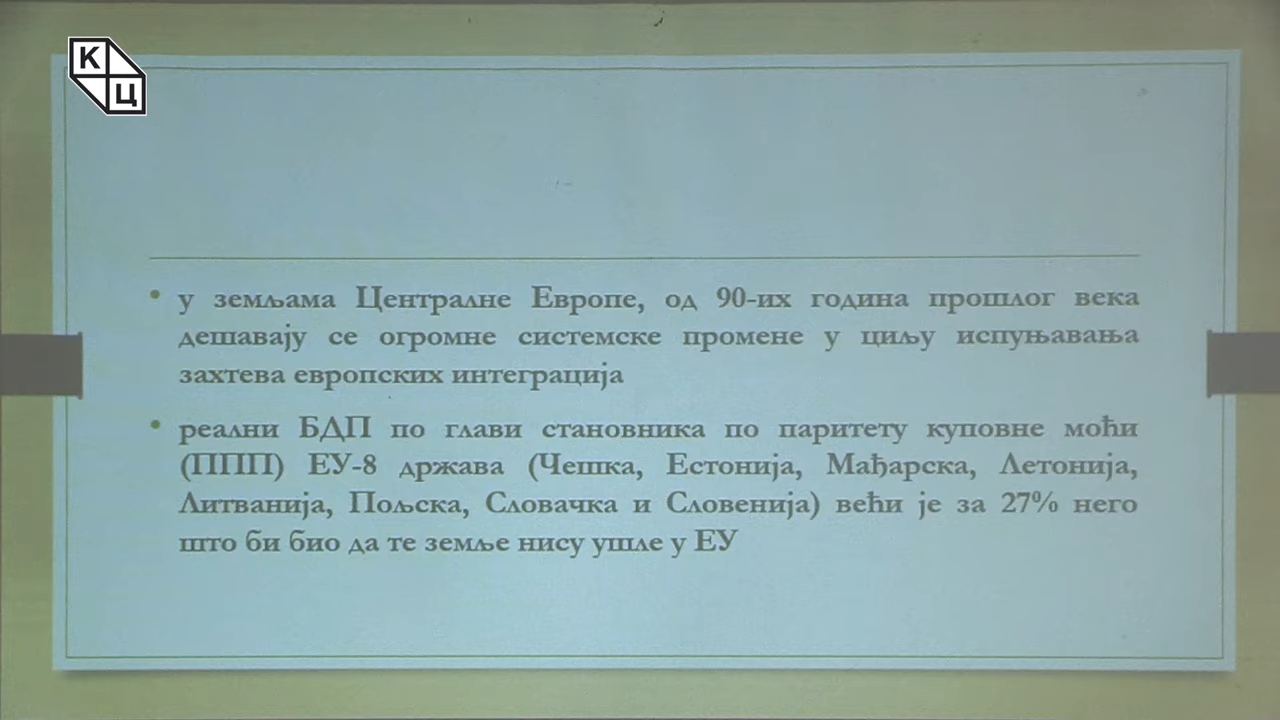 К
Ц
• у земљама Централне Европе, од 90-их година прошлог века
дешавају се огромне системске промене у циљу испуњавања
захтева европских интеграција
• реални БДП по глави становника по паритету куповне моћи
(ППП) ЕУ-8 држава (Чешка, Естонија, Мађарска, Летонија,
Литванија, Пољска, Словачка и Словенија) већи је за 27% него
што би био да те земље нису ушле у ЕУ